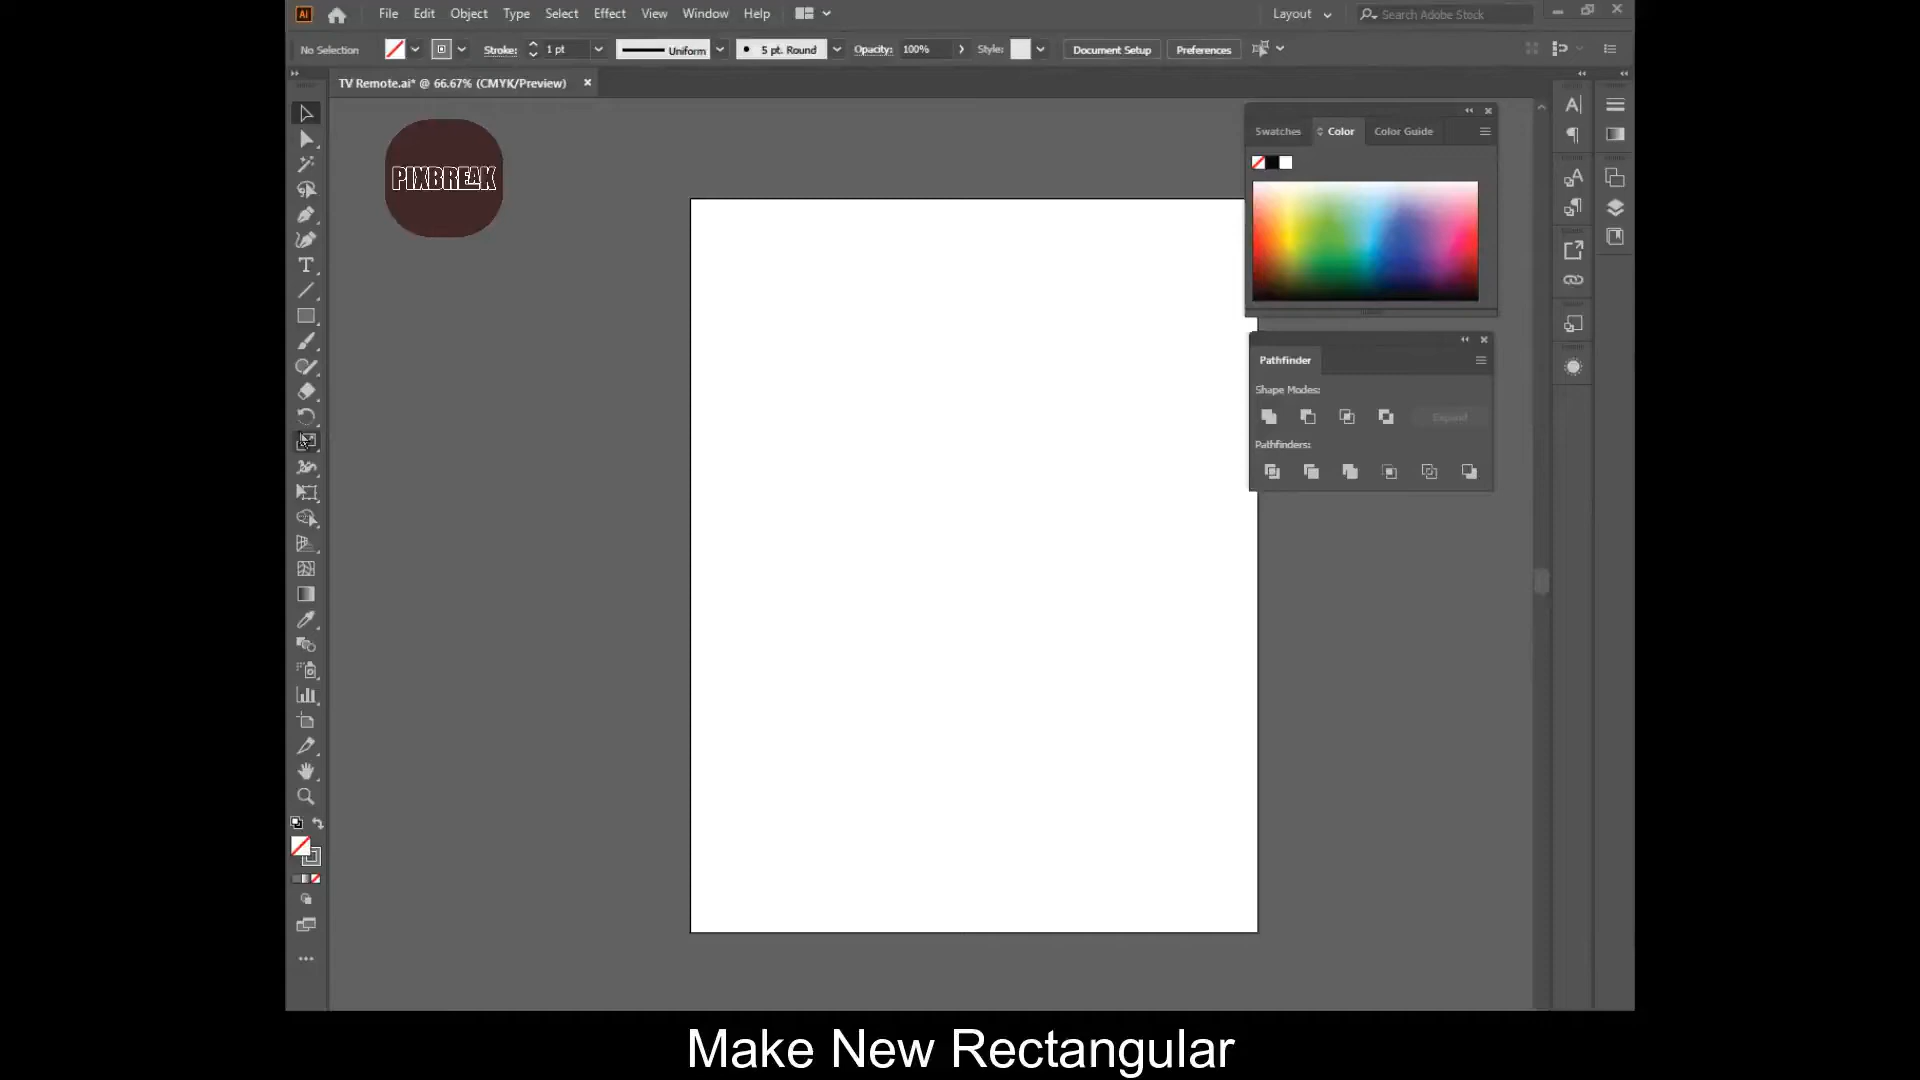 File Edit Object Type Select Effect View Window Help
Layout
Search Adobe Stock
No Selection
Stroke: 1 pt
Uniform
5 pt. Round
Opacity: 100%
Style:
Document Setup
Preferences
TV Remote.ai* @ 66.67% (CMYK/Preview)
PIXBREAK
Swatches Color Color Guide
Pathfinder
Shape Modes:
Expand
Pathfinders:
Make New Rectangular